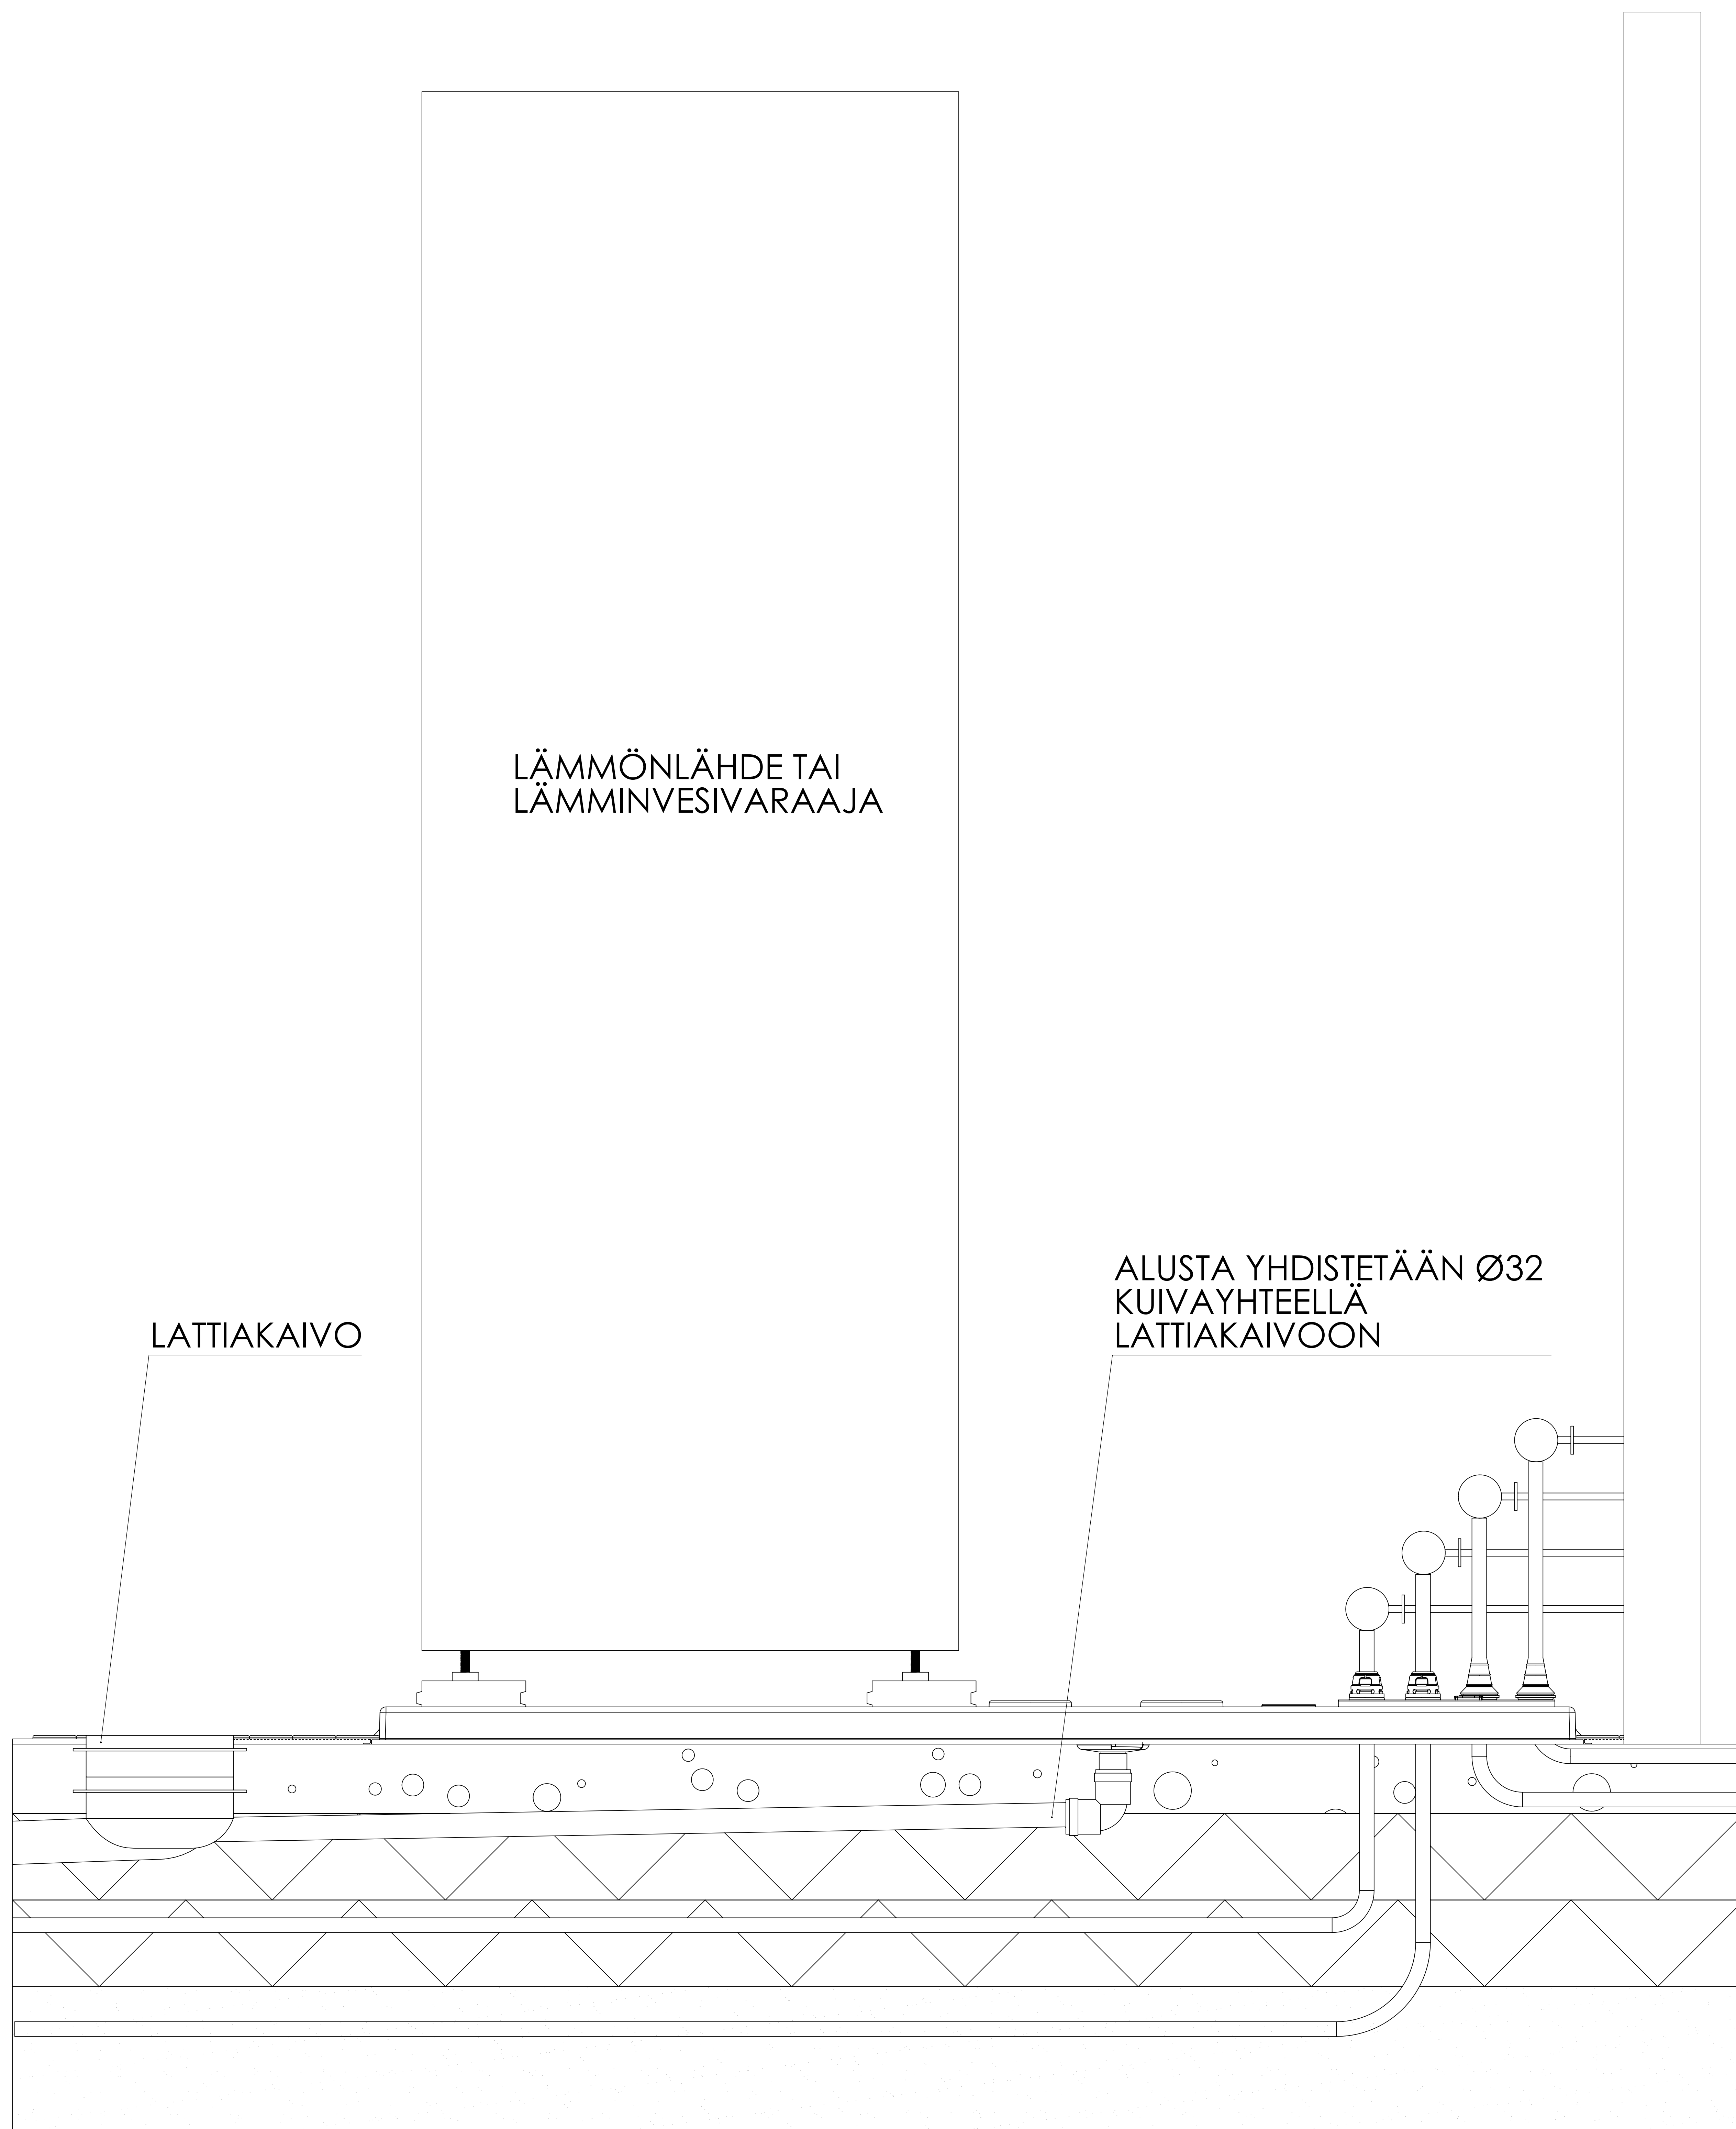 LÄMMÖNLÄHDE TAI
LÄMMINVESIVARAAJA
LATTIAKAIVO
ALUSTA YHDISTETÄÄN Ø32
KUIVAYHTEELLÄ
LATTIAKAIVOON